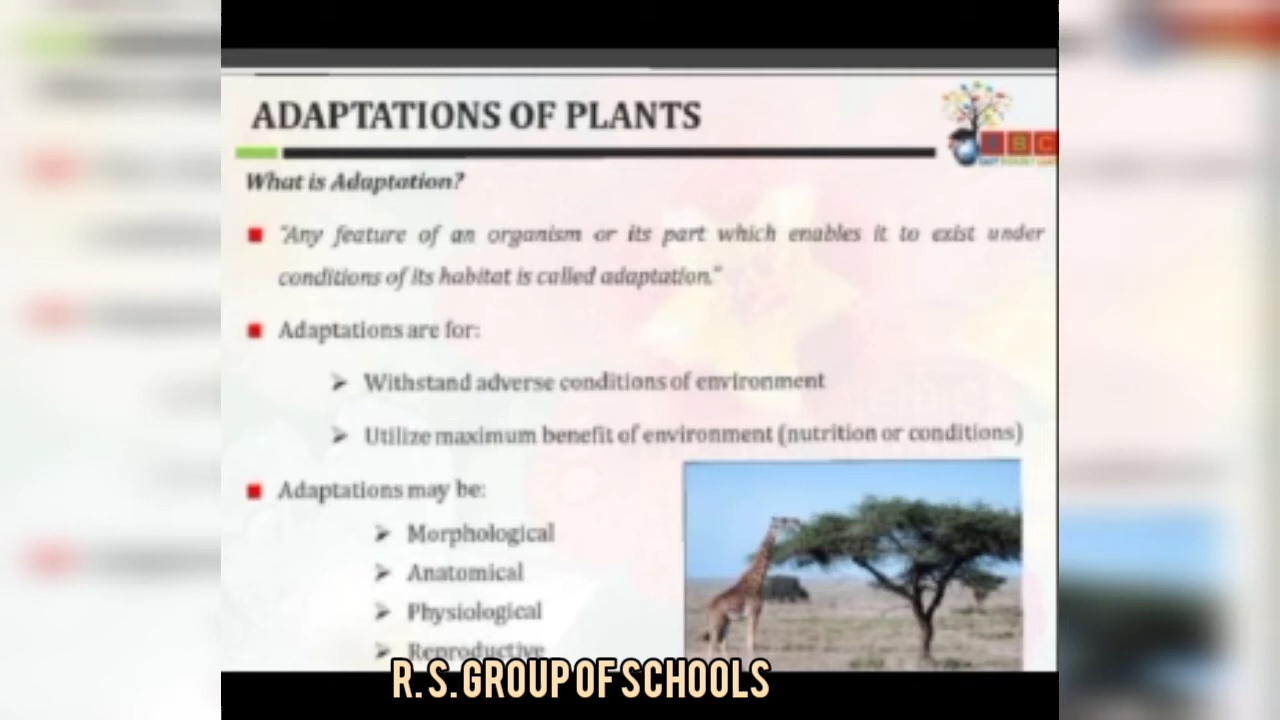 ADAPTATIONS OF PLANTS
What is Adaptation?
"Any feature of an organism or its part which enables it to exist under
conditions of its habitat is called adaptation."
Adaptations are for:
Withstand adverse conditions of environment
Utilize maximum benefit of environment (nutrition or conditions)
Adaptations may be:
Morphological
Anatomical
Physiological
Reproductive
R. S. GROUP OF SCHOOLS